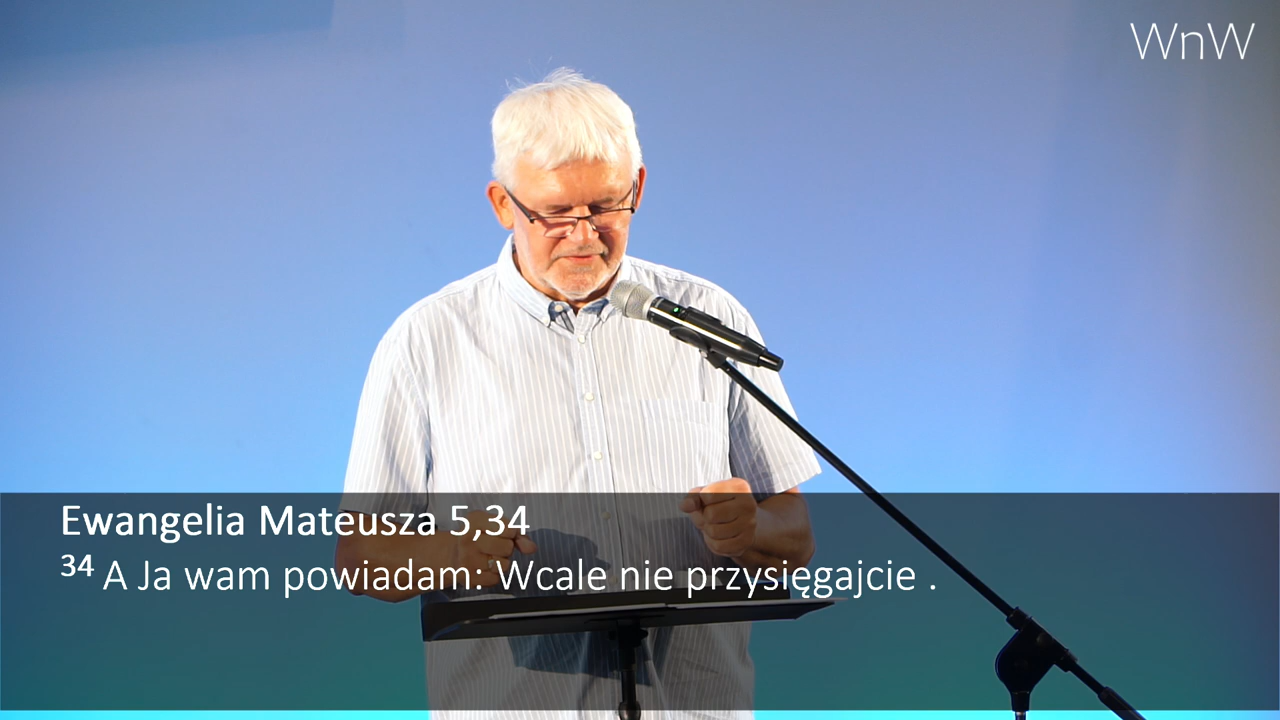 WnW
Ewangelia Mateusza 5,34
34 A Ja wam powiadam: Wcale nie przysięgajcie .